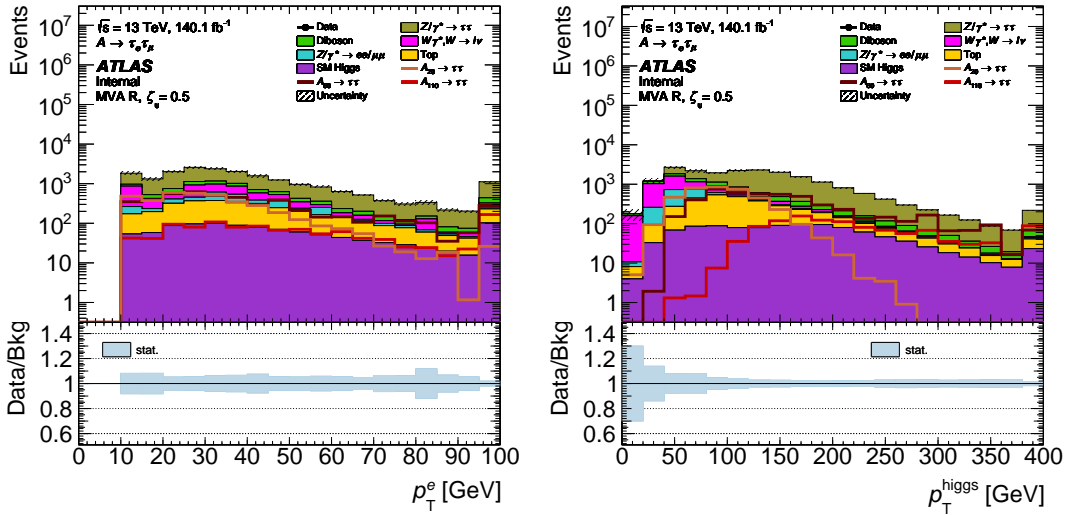 Events
10⁷
10⁶
10⁵
10⁴
10³
10²
10
1
√s = 13 TeV, 140.1 fb⁻¹
A → τₑτμ
ATLAS
Internal
MVA R,
= 0.5
Data
Diboson
Z/γ* → ee/μμ
SM Higgs
→ ττ
Uncertainty
Z/γ* → ττ
Wγ*,W → lν
Top
A₂₀ → ττ
A₁₁₀ → ττ
Data/Bkg
1.4
1.2
1
0.8
0.6
stat.
0 10 20 30 40 50 60 70 80 90 100
p_T^e [GeV]
Events
10⁷
10⁶
10⁵
10⁴
10³
10²
10
1
√s = 13 TeV, 140.1 fb⁻¹
A → τₑτμ
ATLAS
Internal
MVA R,
= 0.5
Data
Diboson
Z/γ* → ee/μμ
SM Higgs
→ ττ
Uncertainty
Z/γ* → ττ
Wγ*,W → lν
Top
A₂₀ → ττ
A₁₁₀ → ττ
Data/Bkg
1.4
1.2
1
0.8
0.6
stat.
0 50 100 150 200 250 300 350 400
p_T^higgs [GeV]